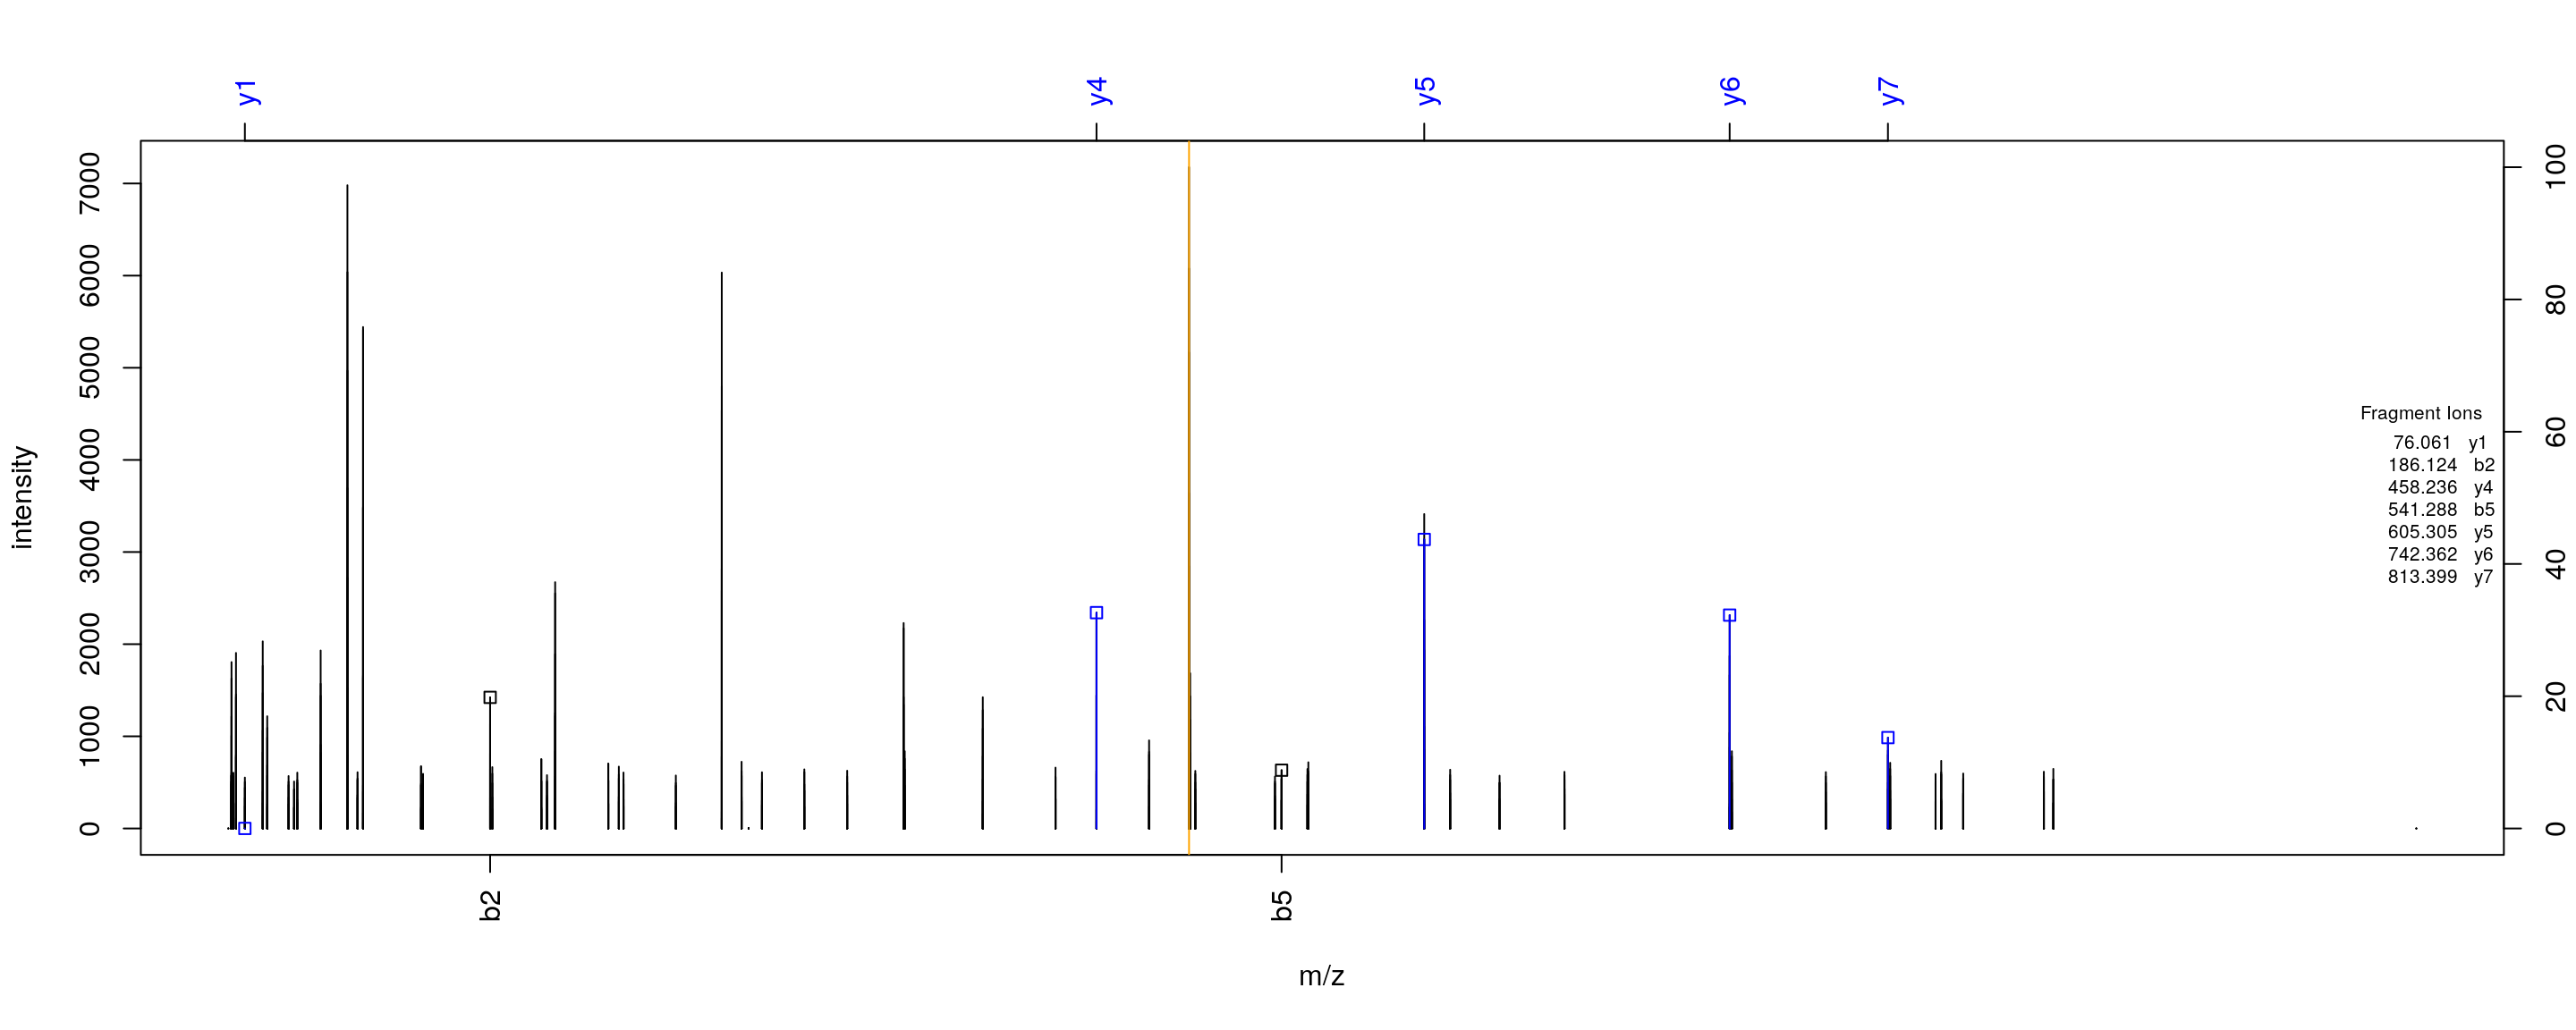 y1 y4 y5 y6 y7
7000
6000
5000
4000
3000
2000
1000
0
intensity
100
80
60
40
20
0
Fragment Ions
76.061 y1
186.124 b2
458.236 y4
541.288 b5
605.305 y5
742.362 y6
813.399 y7
b2 b5
m/z